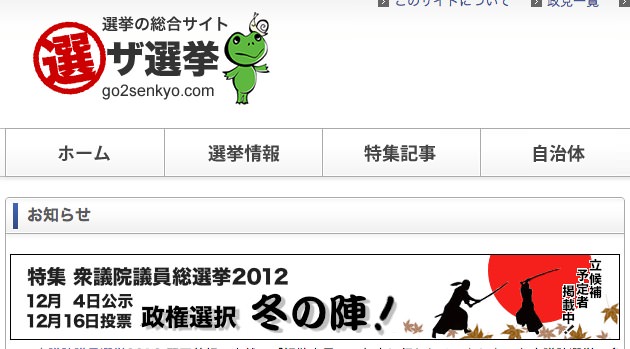 このサイトについて 政党一覧
選挙の総合サイト
選 ザ選挙
go2senkyo.com
ホーム 選挙情報 特集記事 自治体
お知らせ
特集 衆議院議員総選挙2012
12月 4日公示
12月16日投票 政権選択 冬の陣!
立候補
予定者
掲載中!